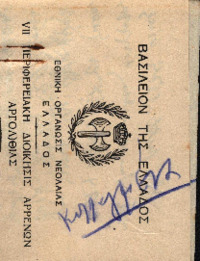 ΒΑΣΙΛΕΙΟΝ ΤΗΣ ΕΛΛΑΔΟΣ
ΕΘΝΙΚΗ ΟΡΓΑΝΩΣΙΣ ΝΕΟΛΑΙΑΣ
ΕΛΛΑΔΟΣ
VII ΠΕΡΙΦΕΡΕΙΑΚΗ ΔΙΟΙΚΗΣΙΣ ΑΡΡΕΝΩΝ
ΑΡΓΟΛΙΔΟΣ